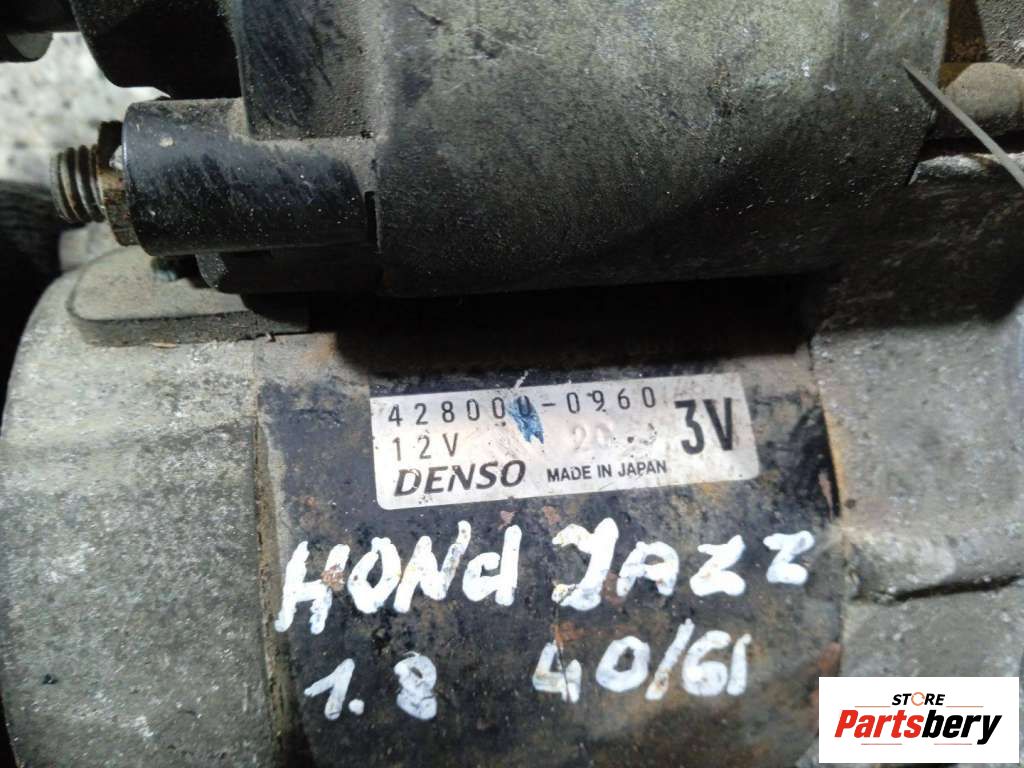 428000-0960
12V 3V
DENSO MADE IN JAPAN
HONd JAZZ
1.8 40/61
STORE
Partsbery